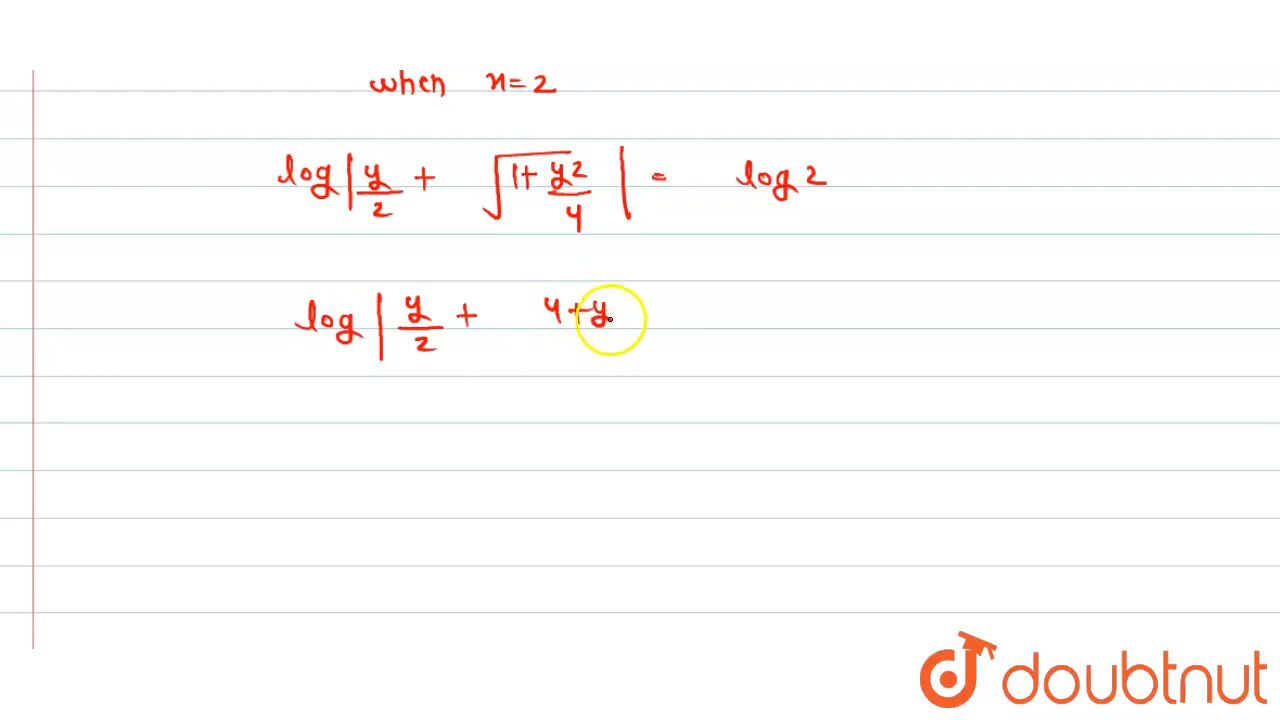 when x=2
log|y/2 + √1+y2/4| = log 2
log|y/2 + 4+y
doubtnut